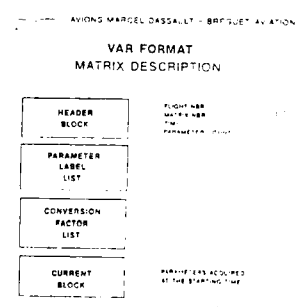 AVIONS MARCEL DASSAULT - BREGUET AVIATION
VAR FORMAT
MATRIX DESCRIPTION
HEADER
BLOCK
FLIGHT NBR
MATRIX NBR
TIME
PARAMETER
PARAMETER
LABEL
LIST
CONVERSION
FACTOR
LIST
CURRENT
BLOCK
PARAMETERS ACQUIRED
AT THE STARTING TIME